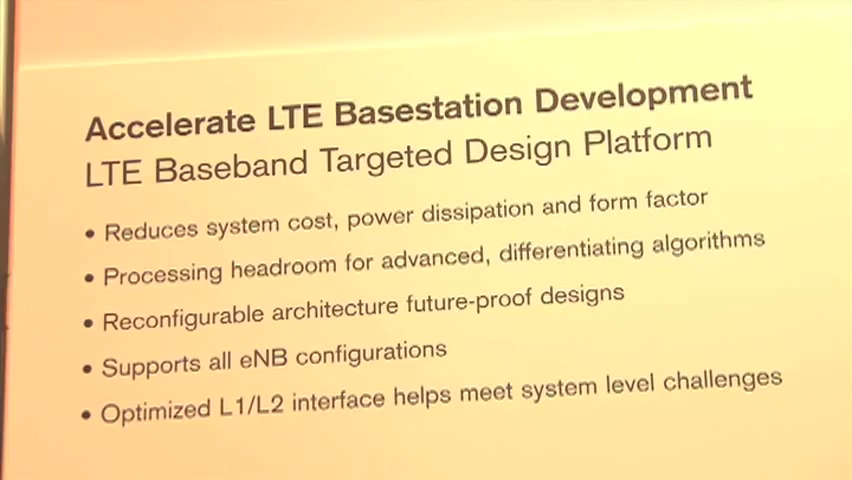 Accelerate LTE Basestation Development
LTE Baseband Targeted Design Platform
• Reduces system cost, power dissipation and form factor
• Processing headroom for advanced, differentiating algorithms
• Reconfigurable architecture future-proof designs
• Supports all eNB configurations
• Optimized L1/L2 interface helps meet system level challenges